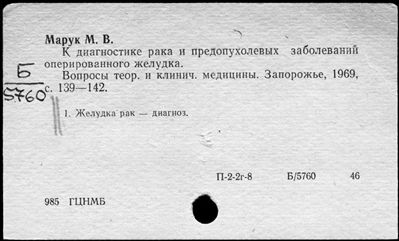 Марук М. В.
К диагностике рака и предопухолевых заболеваний
оперированного желудка.
Вопросы теор. и клинич. медицины. Запорожье, 1969,
с. 139—142.
Б
5760
1. Желудка рак — диагноз.
П-2-2г-8 Б/5760 46
985 ГЦНМБ